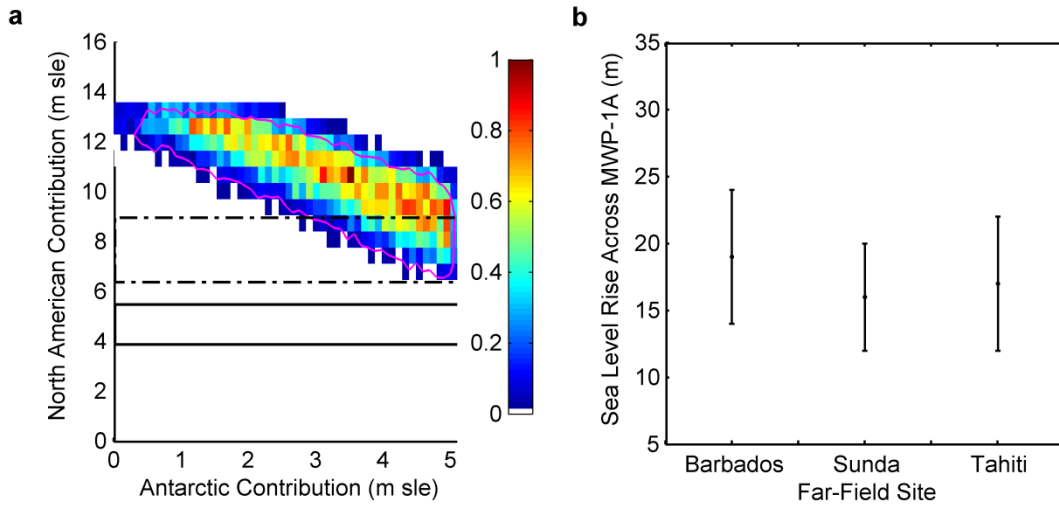 a
North American Contribution (m sle)
16
14
12
10
8
6
4
2
0
0 1 2 3 4 5
Antarctic Contribution (m sle)
1
0.8
0.6
0.4
0.2
0
b
Sea Level Rise Across MWP-1A (m)
35
30
25
20
15
10
5
Barbados Sunda Tahiti
Far-Field Site